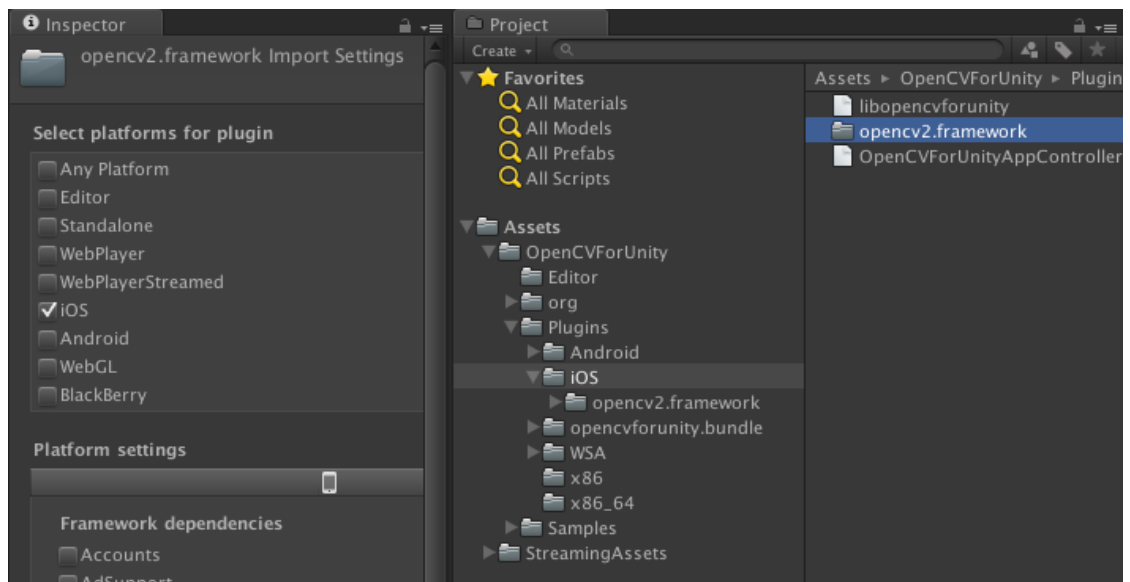 Inspector
opencv2.framework Import Settings
Select platforms for plugin
Any Platform
Editor
Standalone
WebPlayer
WebPlayerStreamed
iOS
Android
WebGL
BlackBerry
Platform settings
Framework dependencies
Accounts
AdSupport
Project
Create
Favorites
All Materials
All Models
All Prefabs
All Scripts
Assets
OpenCVForUnity
Editor
org
Plugins
Android
iOS
opencv2.framework
opencvforunity.bundle
WSA
x86
x86_64
Samples
StreamingAssets
Assets ▸ OpenCVForUnity ▸ Plugin
libopencvforunity
opencv2.framework
OpenCVForUnityAppController